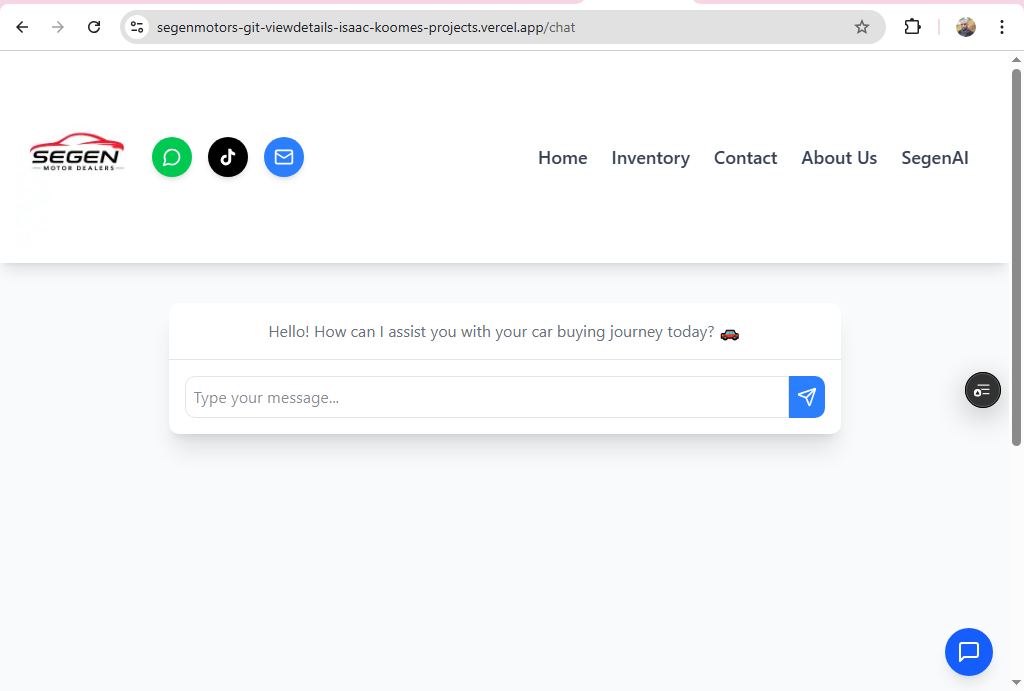 segenmotors-git-viewdetails-isaac-koomes-projects.vercel.app/chat
SEGEN
MOTOR DEALERS
Home Inventory Contact About Us SegenAI
Hello! How can I assist you with your car buying journey today? 🚗
Type your message...